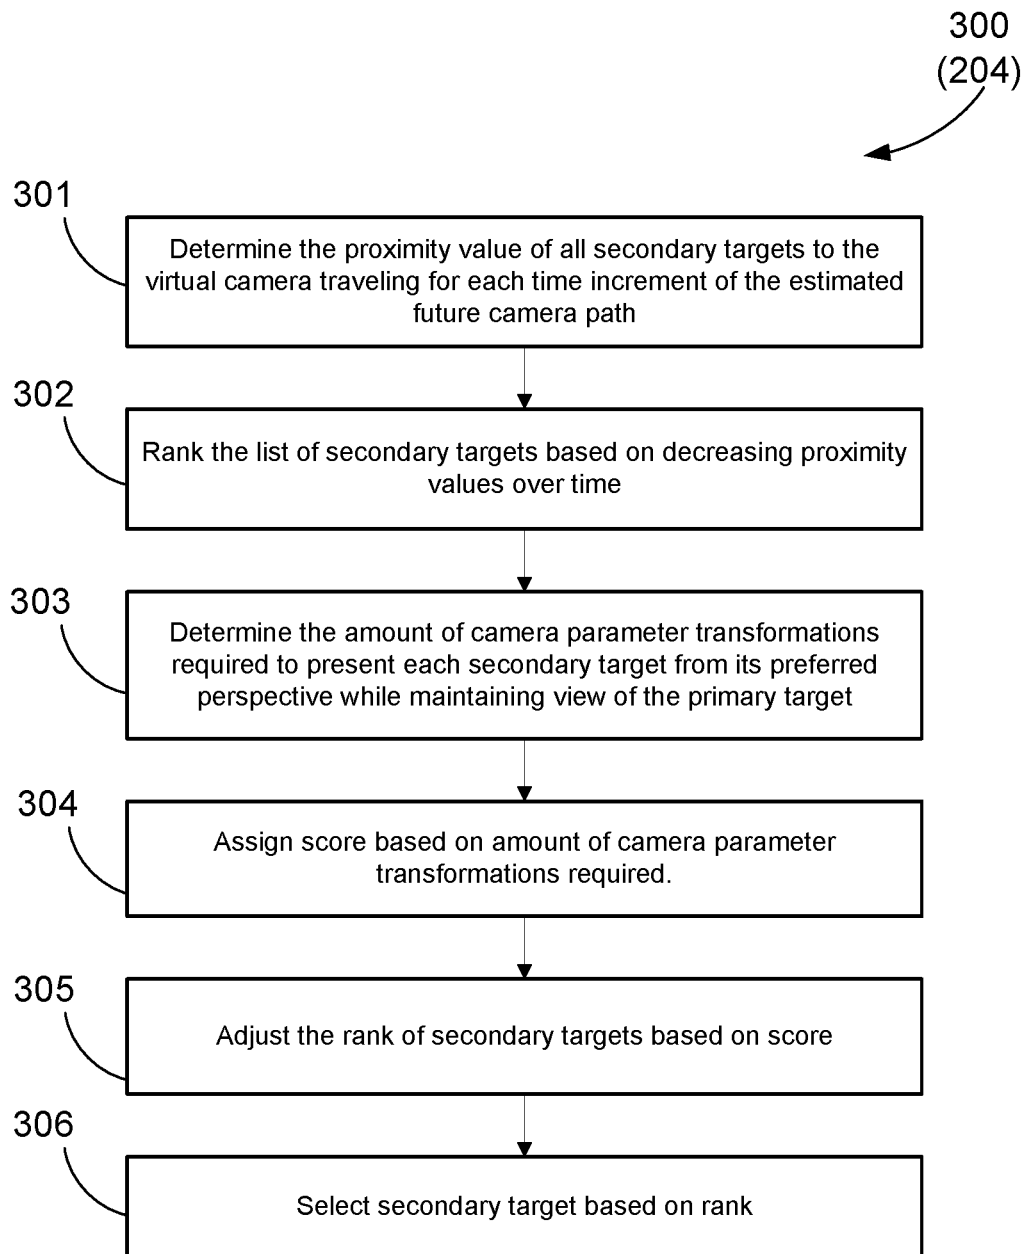 300
(204)
301
Determine the proximity value of all secondary targets to the
virtual camera traveling for each time increment of the estimated
future camera path
302
Rank the list of secondary targets based on decreasing proximity
values over time
303
Determine the amount of camera parameter transformations
required to present each secondary target from its preferred
perspective while maintaining view of the primary target
304
Assign score based on amount of camera parameter
transformations required.
305
Adjust the rank of secondary targets based on score
306
Select secondary target based on rank